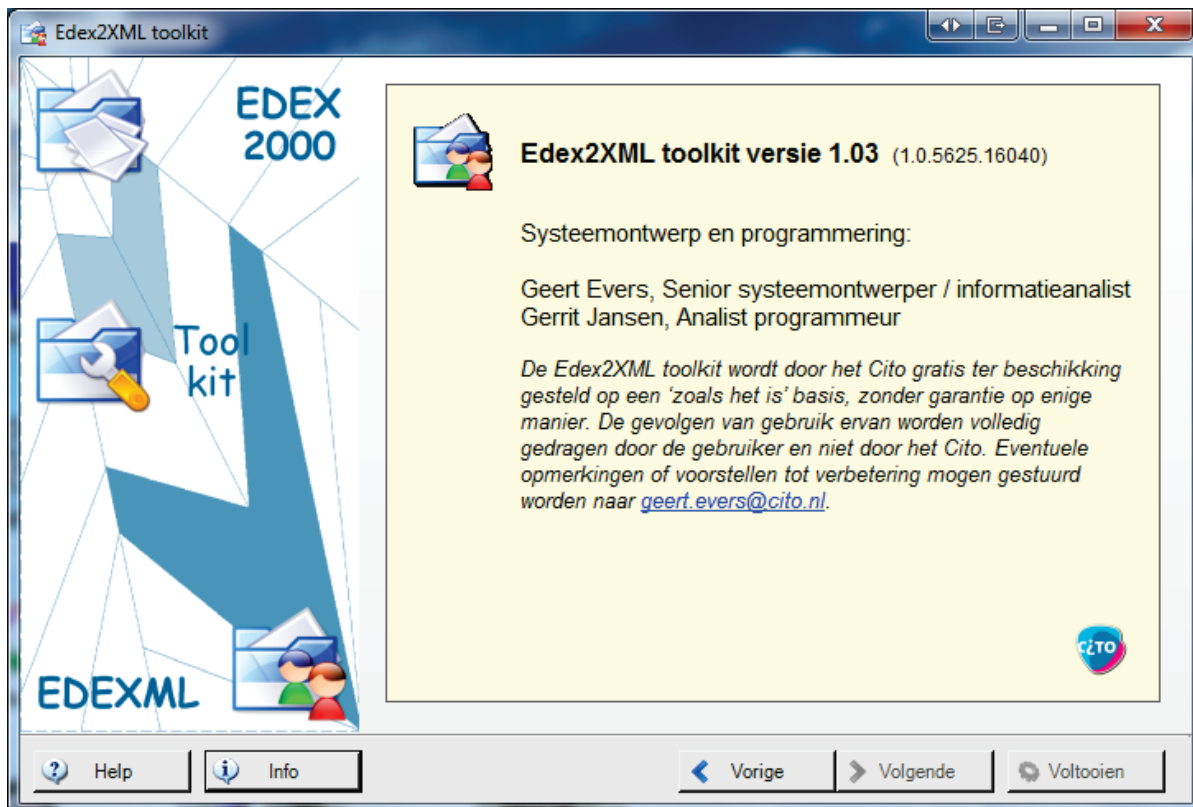 Edex2XML toolkit
EDEX
2000
Tool
kit
EDEXML
Edex2XML toolkit versie 1.03 (1.0.5625.16040)
Systeemontwerp en programmering:
Geert Evers, Senior systeemontwerper / informatieanalist
Gerrit Jansen, Analist programmeur
De Edex2XML toolkit wordt door het Cito gratis ter beschikking
gesteld op een ‘zoals het is’ basis, zonder garantie op enige
manier. De gevolgen van gebruik ervan worden volledig
gedragen door de gebruiker en niet door het Cito. Eventuele
opmerkingen of voorstellen tot verbetering mogen gestuurd
worden naar geert.evers@cito.nl.
cito
Help
Info
Vorige
Volgende
Voltooien